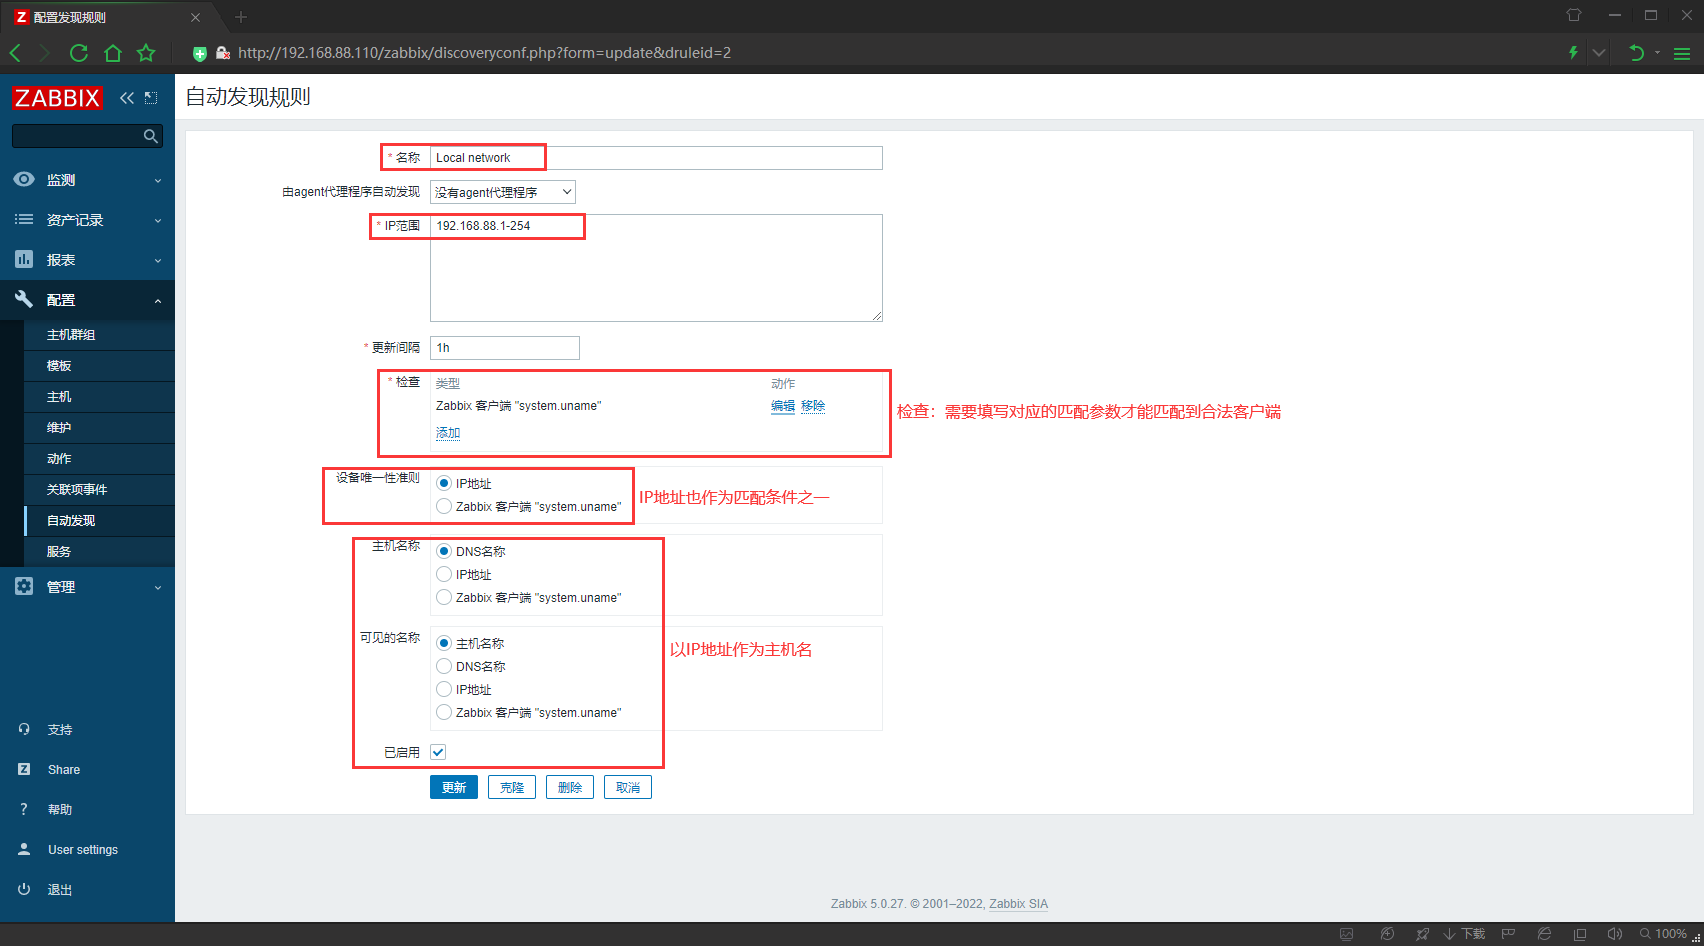 配置发现规则
http://192.168.88.110/zabbix/discoveryconf.php?form=update&druleid=2
ZABBIX
自动发现规则
监测
资产记录
报表
配置
主机群组
模板
主机
维护
动作
关联项事件
自动发现
服务
管理
支持
Share
帮助
User settings
退出
* 名称 Local network
由agent代理程序自动发现 没有agent代理程序
* IP范围 192.168.88.1-254
* 更新间隔 1h
* 检查 类型 动作
Zabbix 客户端 "system.uname" 编辑 移除
添加
检查：需要填写对应的匹配参数才能匹配到合法客户端
设备唯一性准则 IP地址
Zabbix 客户端 "system.uname"
IP地址也作为匹配条件之一
主机名称 DNS名称
IP地址
Zabbix 客户端 "system.uname"
可见的名称 主机名称
DNS名称
IP地址
Zabbix 客户端 "system.uname"
以IP地址作为主机名
已启用
更新 克隆 删除 取消
Zabbix 5.0.27. © 2001–2022, Zabbix SIA
下载 100%